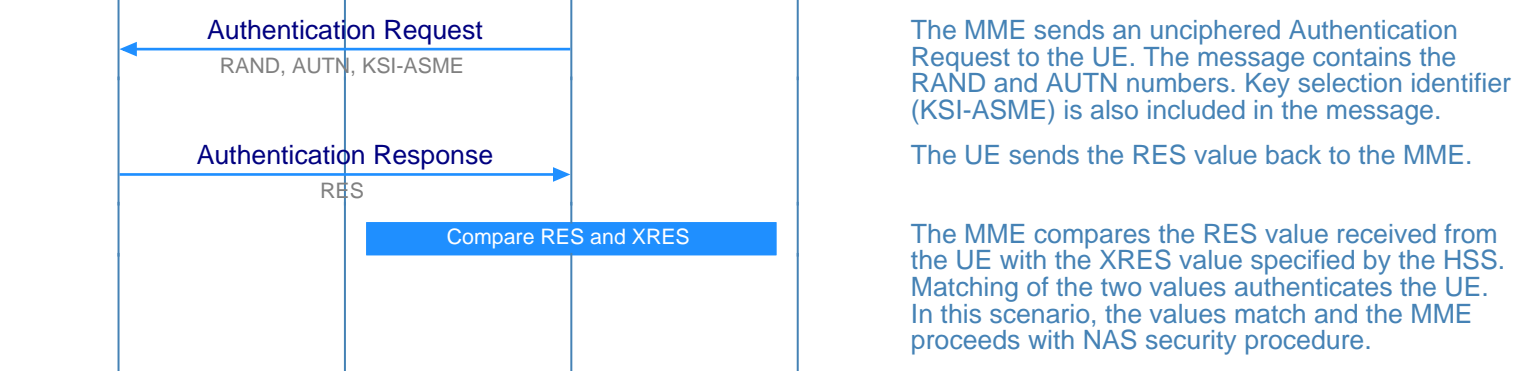 Authentication Request
RAND, AUTN, KSI-ASME
The MME sends an unciphered Authentication
Request to the UE. The message contains the
RAND and AUTN numbers. Key selection identifier
(KSI-ASME) is also included in the message.
Authentication Response
RES
The UE sends the RES value back to the MME.
Compare RES and XRES
The MME compares the RES value received from
the UE with the XRES value specified by the HSS.
Matching of the two values authenticates the UE.
In this scenario, the values match and the MME
proceeds with NAS security procedure.